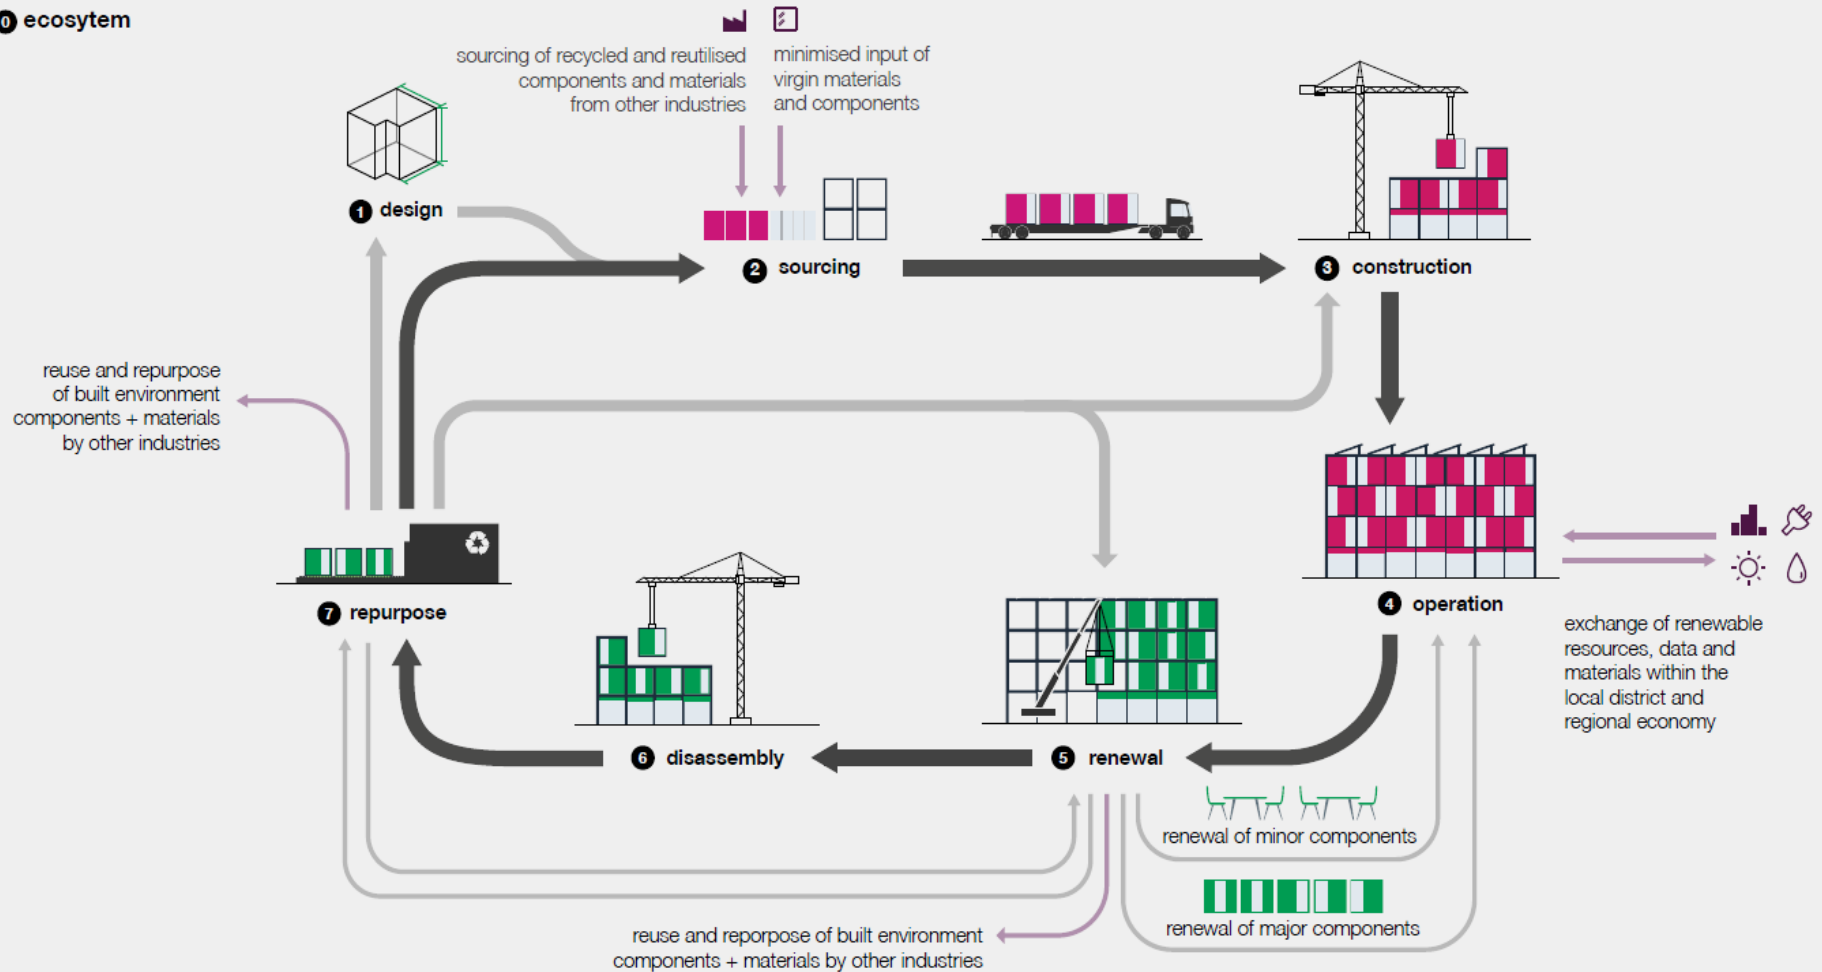 0 ecosytem
sourcing of recycled and reutilised
components and materials
from other industries
minimised input of
virgin materials
and components
1 design
2 sourcing
3 construction
reuse and repurpose
of built environment
components + materials
by other industries
4 operation
exchange of renewable
resources, data and
materials within the
local district and
regional economy
7 repurpose
6 disassembly
5 renewal
renewal of minor components
renewal of major components
reuse and reporpose of built environment
components + materials by other industries